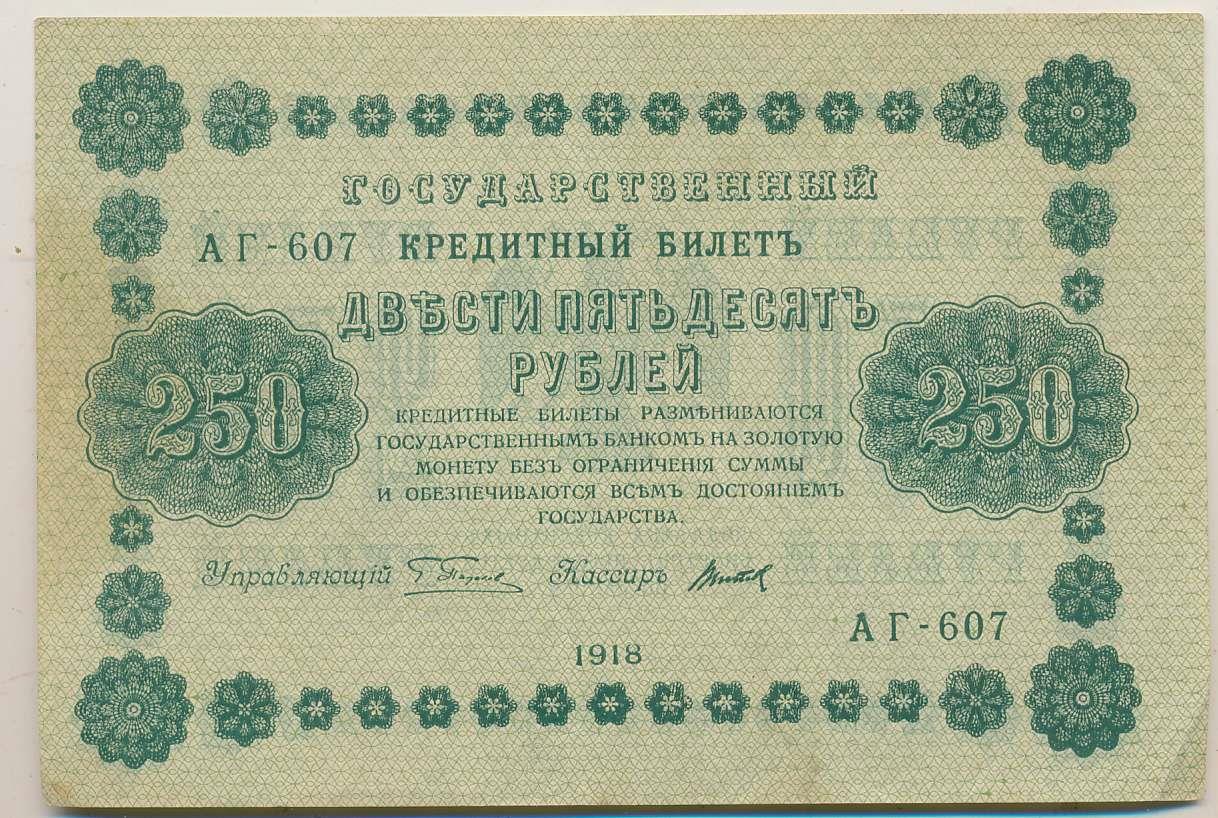 ГОСУДАРСТВЕННЫЙ
АГ-607 КРЕДИТНЫЙ БИЛЕТЪ
ДВѢСТИ ПЯТЬДЕСЯТЪ
РУБЛЕЙ
250
250
КРЕДИТНЫЕ БИЛЕТЫ РАЗМѢНИВАЮТСЯ
ГОСУДАРСТВЕННЫМЪ БАНКОМЪ НА ЗОЛОТУЮ
МОНЕТУ БЕЗЪ ОГРАНИЧЕНІЯ СУММЫ
И ОБЕЗПЕЧИВАЮТСЯ ВСѢМЪ ДОСТОЯНІЕМЪ
ГОСУДАРСТВА.
Управляющій Кассиръ
АГ-607
1918